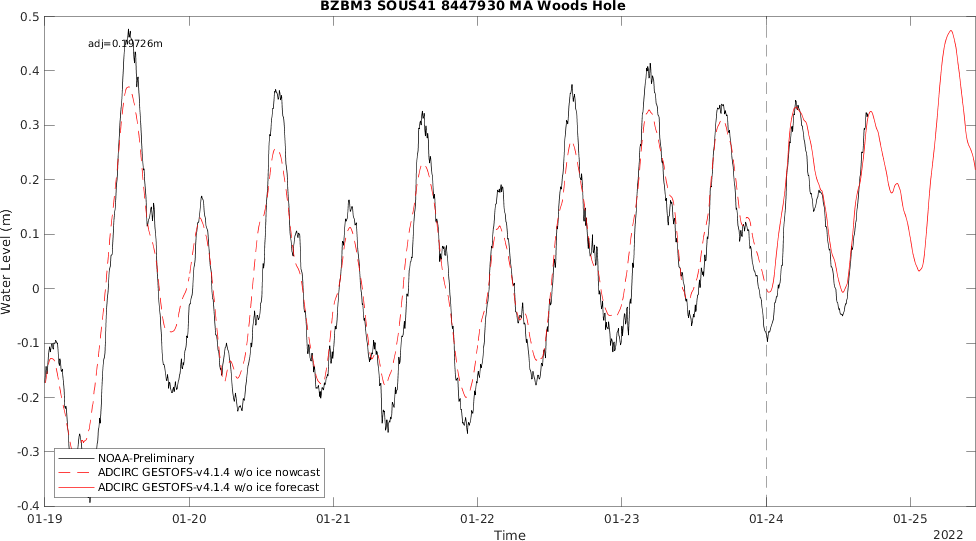 BZBM3 SOUS41 8447930 MA Woods Hole
adj=0.19726m
0.5
0.4
0.3
0.2
0.1
0
-0.1
-0.2
-0.3
-0.4
Water Level (m)
NOAA-Preliminary
ADCIRC GESTOFS-v4.1.4 w/o ice nowcast
ADCIRC GESTOFS-v4.1.4 w/o ice forecast
01-19 01-20 01-21 01-22 01-23 01-24 01-25
Time
2022